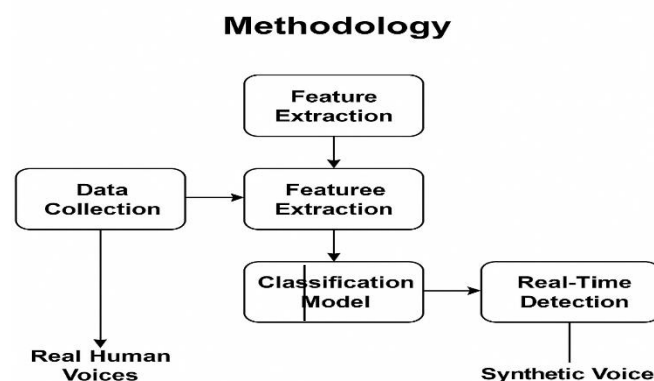 Methodology
Feature
Extraction
Data
Collection
Featuree
Extraction
Classification
Model
Real-Time
Detection
Real Human
Voices
Synthetic Voice